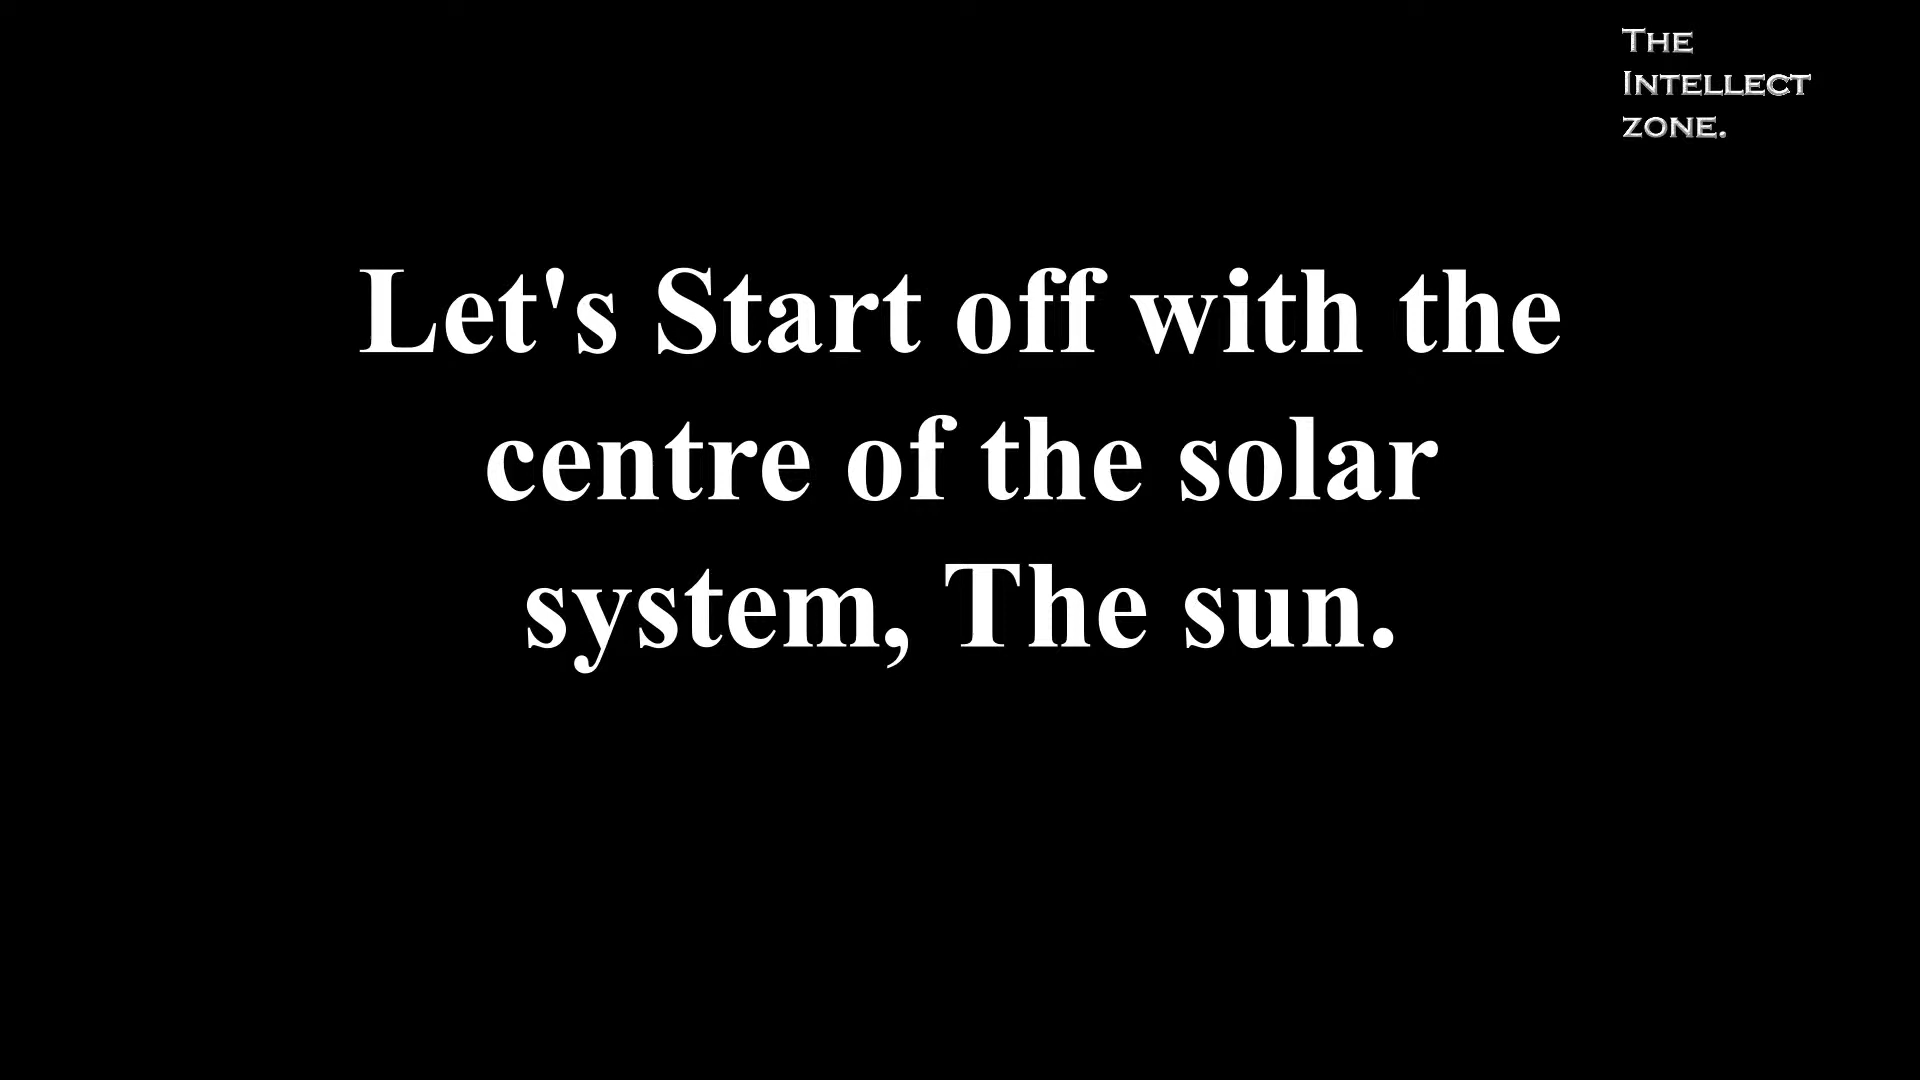 The
Intellect
zone.
Let's Start off with the
centre of the solar
system, The sun.